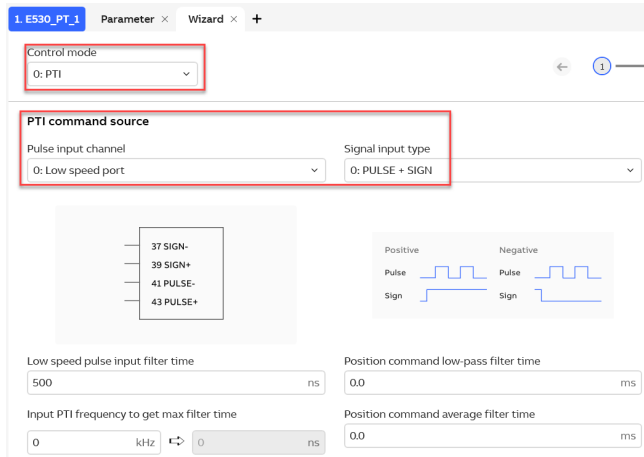 1. E530_PT_1 Parameter × Wizard × +
Control mode
0: PTI
1
PTI command source
Pulse input channel Signal input type
0: Low speed port 0: PULSE + SIGN
37 SIGN-
39 SIGN+
41 PULSE-
43 PULSE+
Positive Negative
Pulse Pulse
Sign Sign
Low speed pulse input filter time Position command low-pass filter time
500 ns 0.0 ms
Input PTI frequency to get max filter time Position command average filter time
0 kHz ⇨ 0 ns 0.0 ms